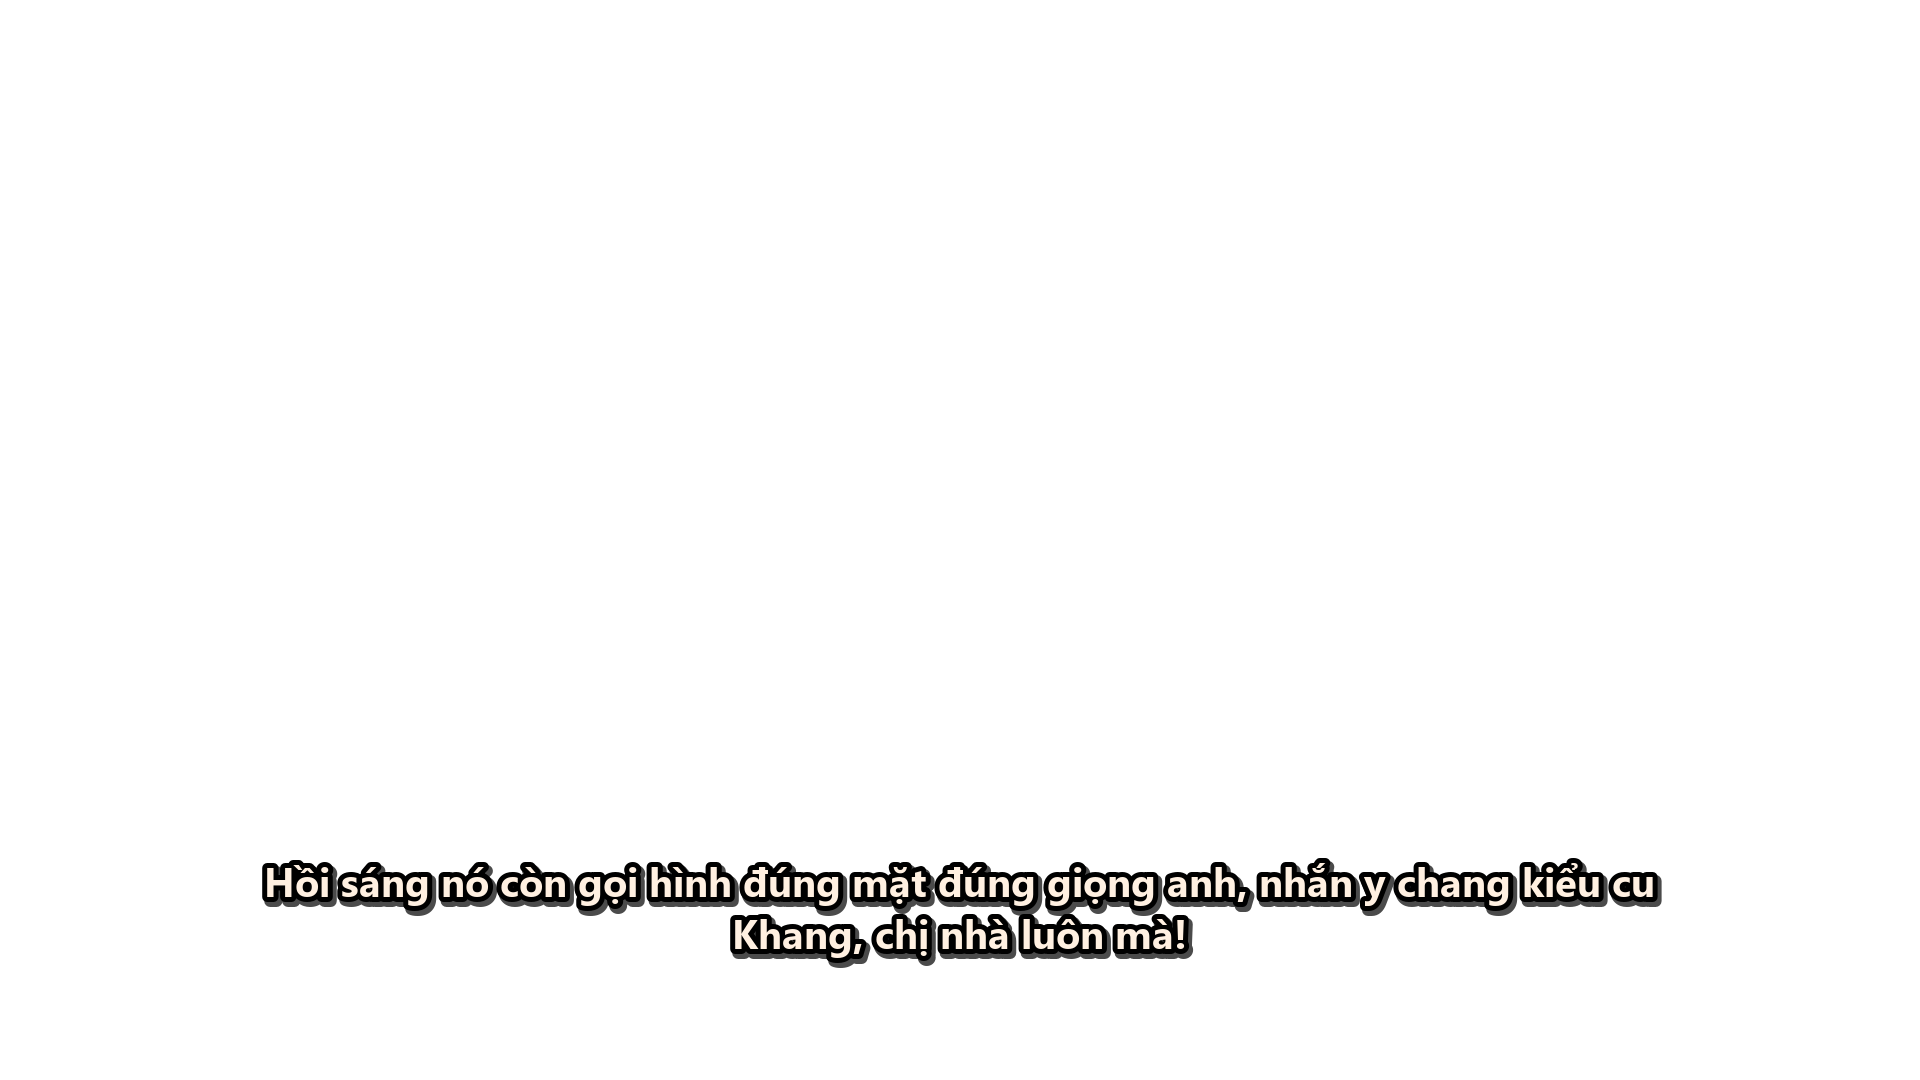 Hồi sáng nó còn gọi hình đúng mặt đúng giọng anh, nhắn y chang kiểu cu
Khang, chị nhà luôn mà!